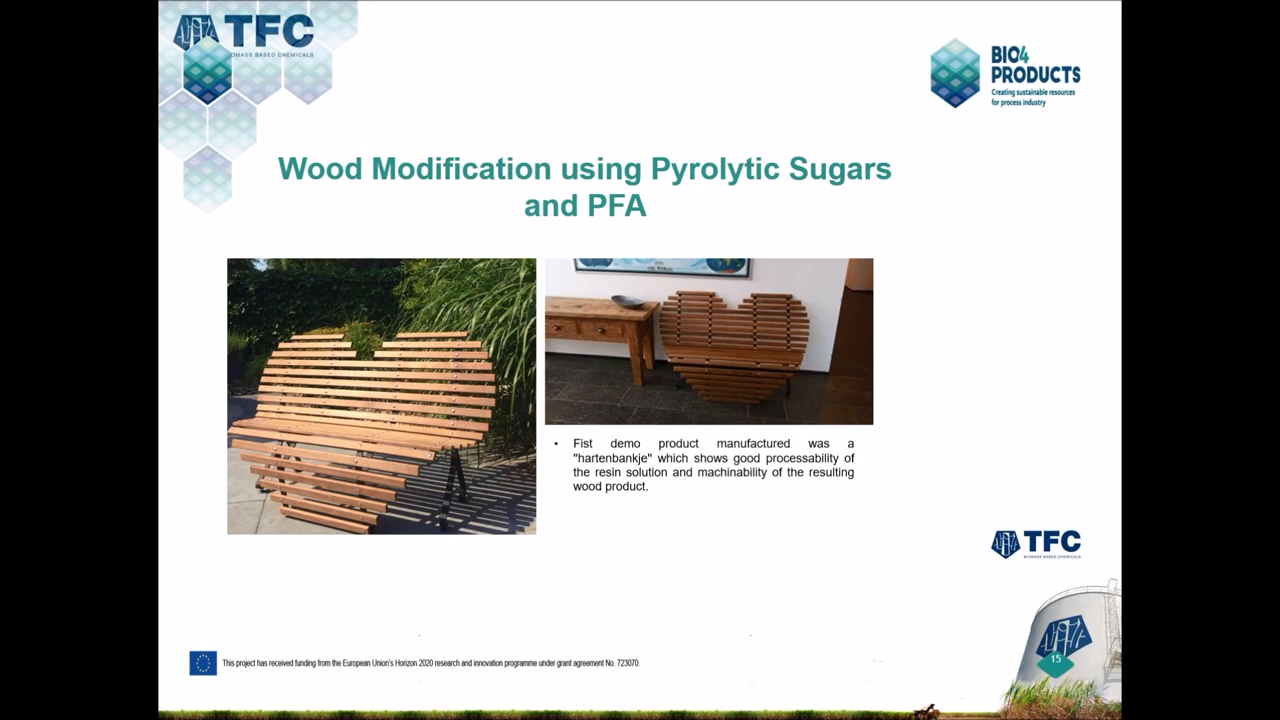 TFC
OMASS BASED CHEMICALS
BIO4
PRODUCTS
Creating sustainable resources
for process industry
Wood Modification using Pyrolytic Sugars
and PFA
THE WORLD
• Fist demo product manufactured was a
"hartenbankje" which shows good processability of
the resin solution and machinability of the resulting
wood product.
TFC
BIOMASS BASED CHEMICALS
15
This project has received funding from the European Union's Horizon 2020 research and innovation programme under grant agreement No. 723070.